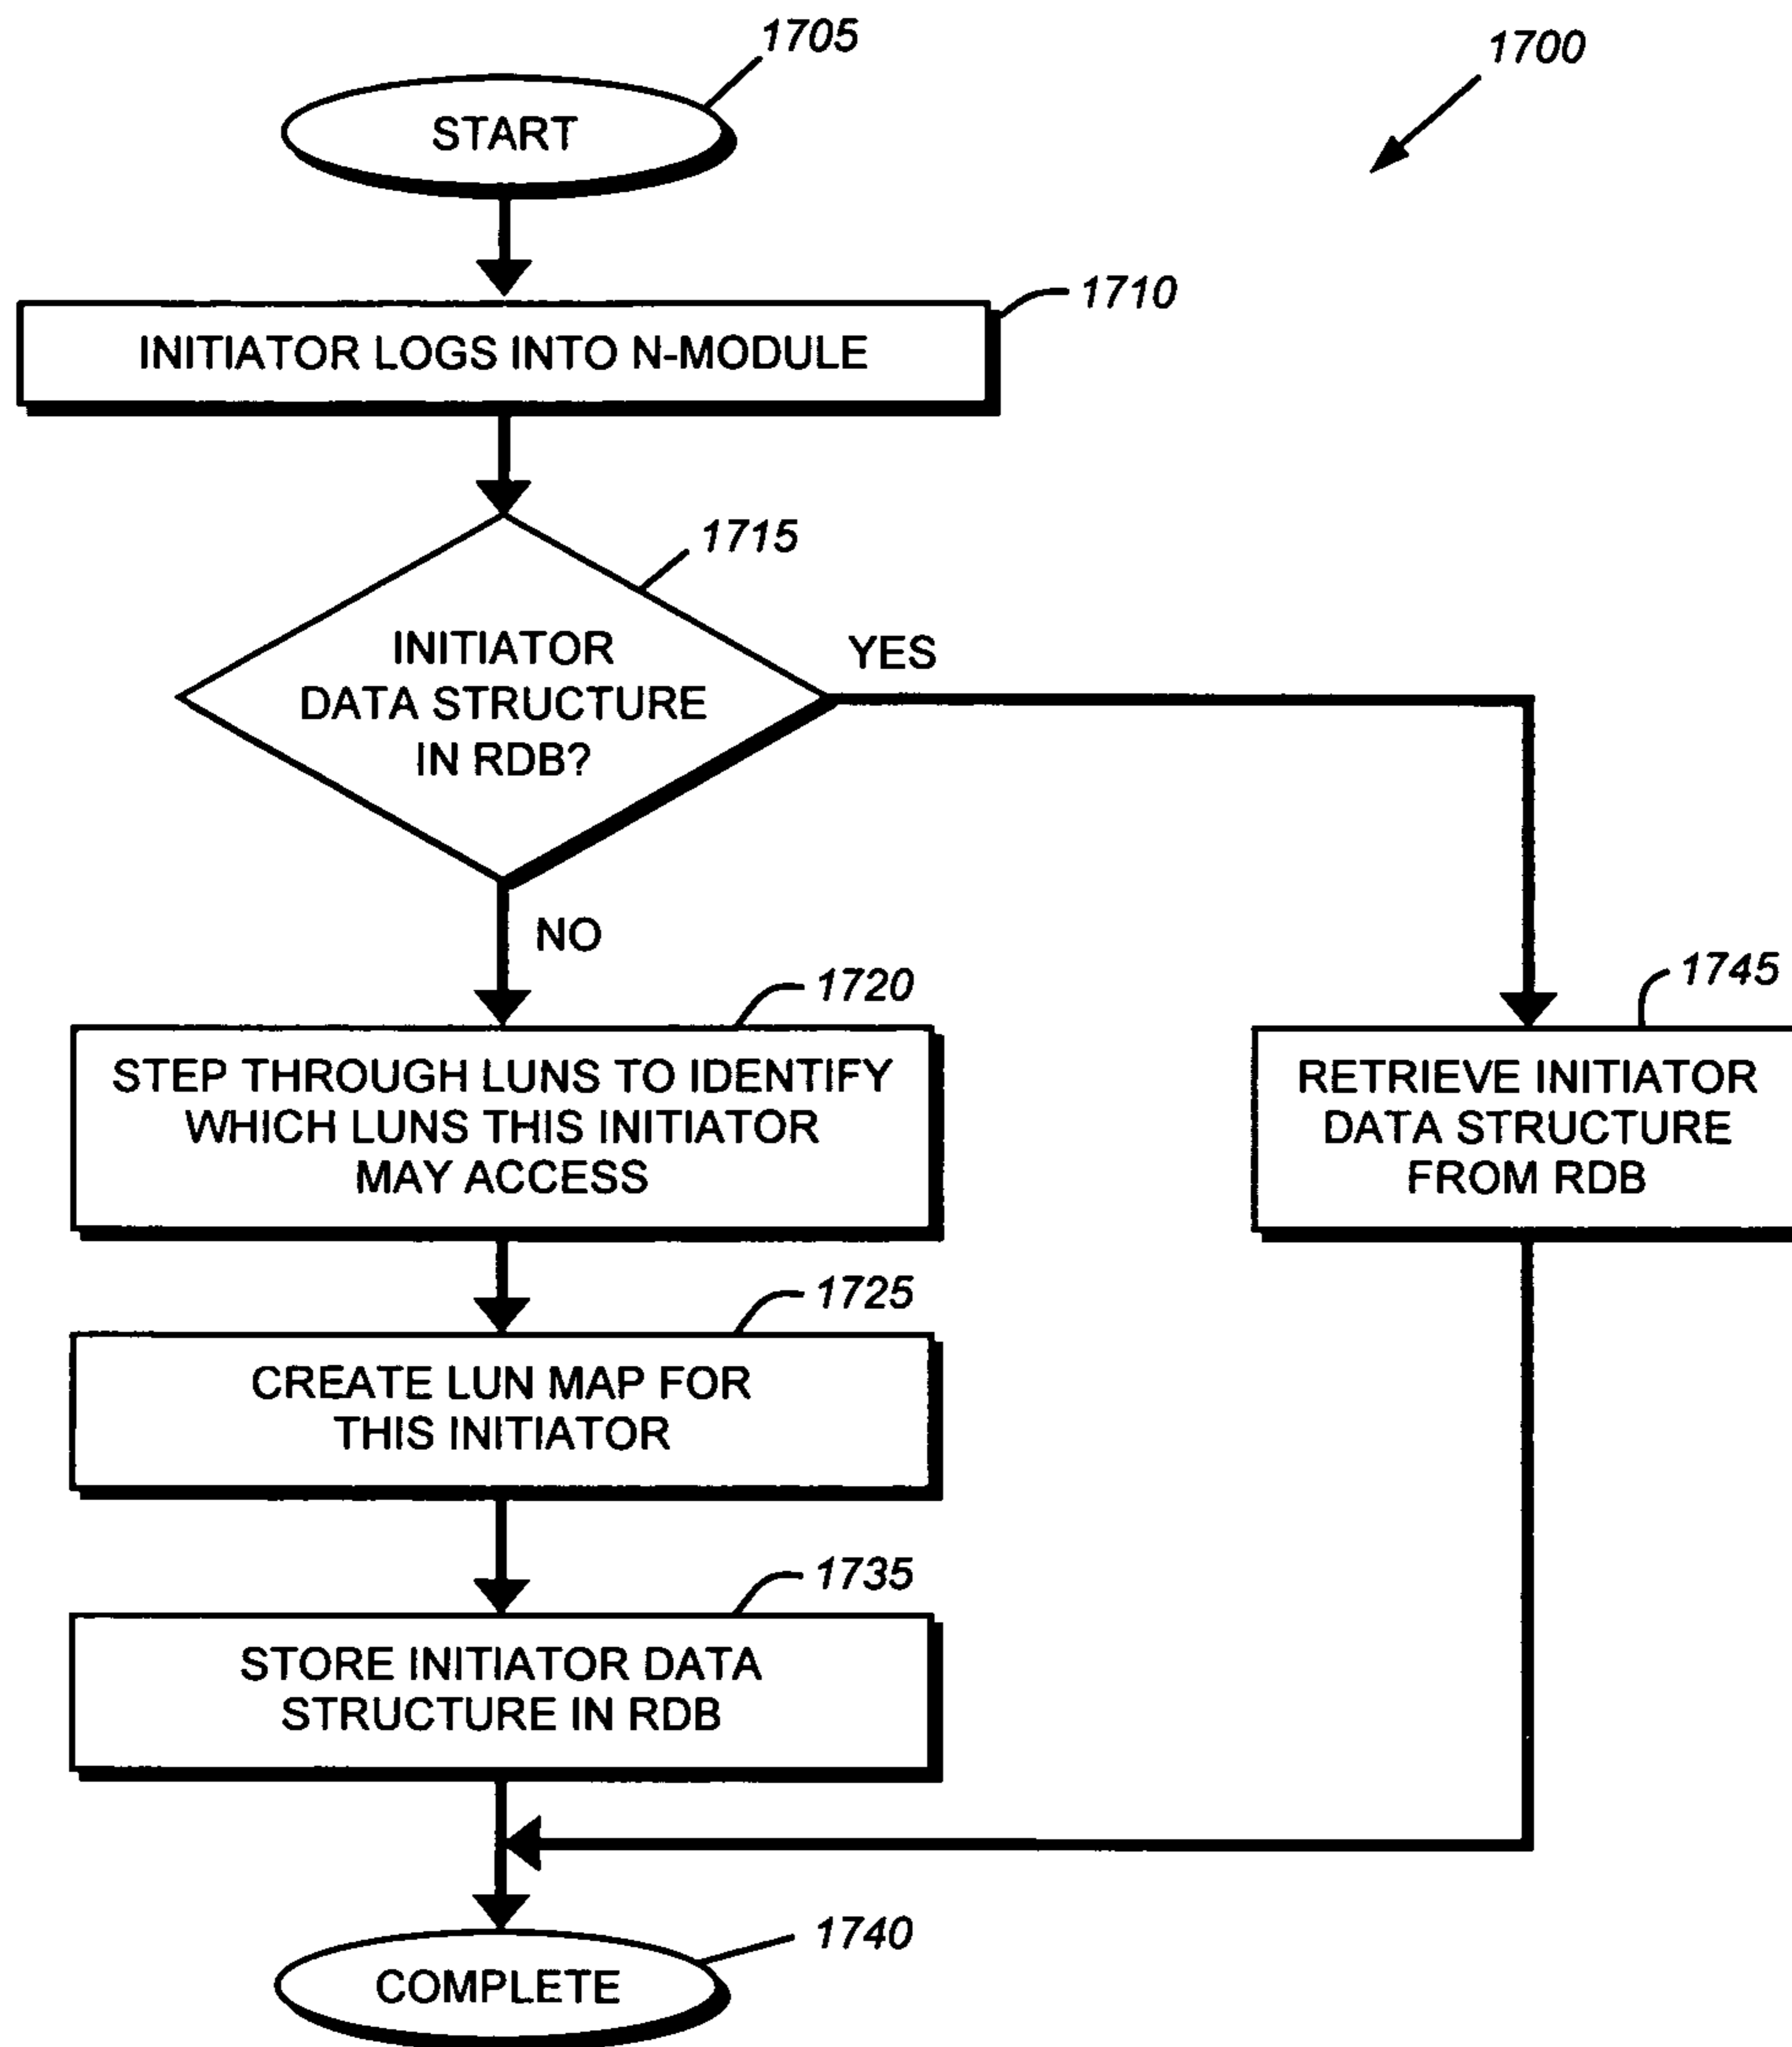 1705
1700
START
1710
INITIATOR LOGS INTO N-MODULE
1715
INITIATOR
DATA STRUCTURE
IN RDB?
YES
NO
1720
STEP THROUGH LUNS TO IDENTIFY
WHICH LUNS THIS INITIATOR
MAY ACCESS
1745
RETRIEVE INITIATOR
DATA STRUCTURE
FROM RDB
1725
CREATE LUN MAP FOR
THIS INITIATOR
1735
STORE INITIATOR DATA
STRUCTURE IN RDB
1740
COMPLETE